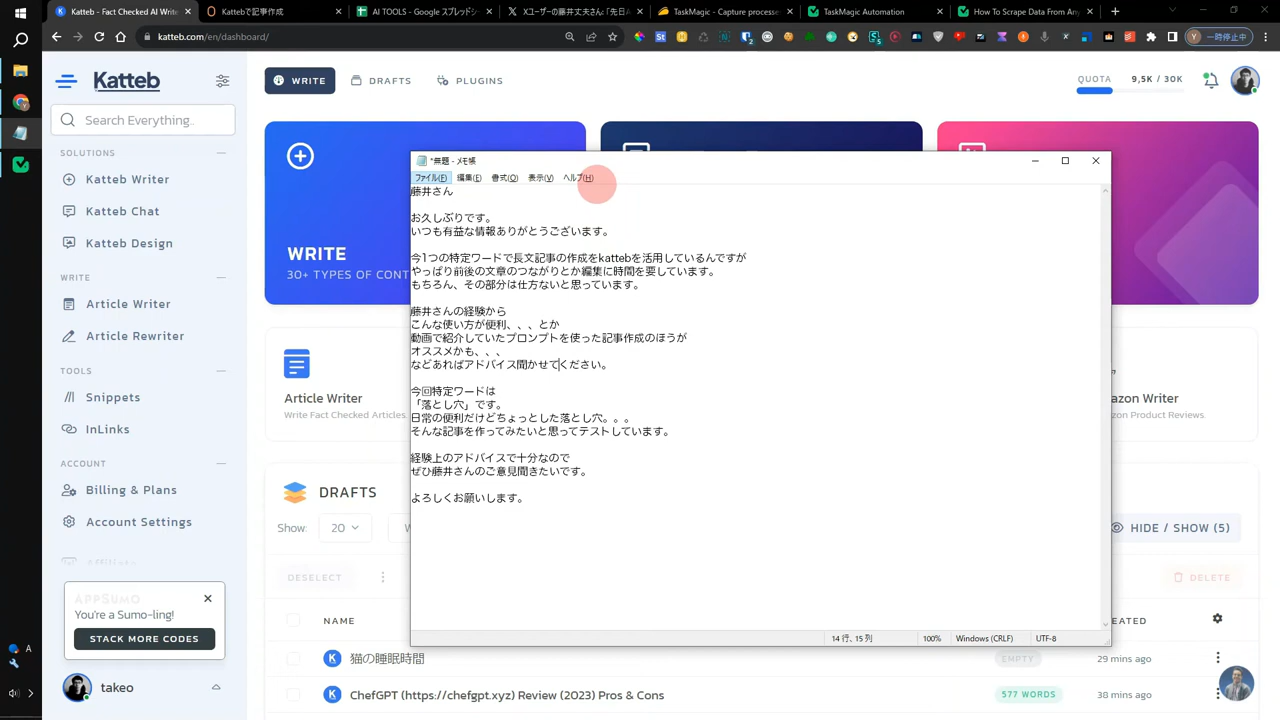 Katteb - Fact Checked AI Write
Kattebで記事作成
AI TOOLS - Google スプレッドシー
Xユーザーの藤井丈夫さん: 「先日A
TaskMagic - Capture processe
TaskMagic Automation
How To Scrape Data From An
katteb.com/en/dashboard/
一時停止中
Katteb
WRITE
DRAFTS
PLUGINS
QUOTA
9,5K / 30K
Search Everything..
SOLUTIONS
Katteb Writer
Katteb Chat
Katteb Design
WRITE
Article Writer
Article Rewriter
TOOLS
Snippets
InLinks
ACCOUNT
Billing & Plans
Account Settings
Affiliate
APPSUMO
You're a Sumo-ling!
STACK MORE CODES
takeo
WRITE
30+ TYPES OF CONT
*無題 - メモ帳
ファイル(F)
編集(E)
書式(O)
表示(V)
ヘルプ(H)
藤井さん
お久しぶりです。
いつも有益な情報ありがとうございます。
今1つの特定ワードで長文記事の作成をkattebを活用しているんですが
やっぱり前後の文章のつながりとか編集に時間を要しています。
もちろん、その部分は仕方ないと思っています。
藤井さんの経験から
こんな使い方が便利、、、とか
動画で紹介していたプロンプトを使った記事作成のほうが
オススメかも、、、
などあればアドバイス聞かせてください。
今回特定ワードは
「落とし穴」です。
日常の便利だけどちょっとした落とし穴。。。
そんな記事を作ってみたいと思ってテストしています。
経験上のアドバイスで十分なので
ぜひ藤井さんのご意見聞きたいです。
よろしくお願いします。
14 行、15 列
100%
Windows (CRLF)
UTF-8
Article Writer
Write Fact Checked Articles.
zon Writer
Product Reviews.
DRAFTS
Show:
20
HIDE / SHOW (5)
DESELECT
DELETE
NAME
EATED
猫の睡眠時間
EMPTY
29 mins ago
ChefGPT (https://chefgpt.xyz) Review (2023) Pros & Cons
577 WORDS
38 mins ago